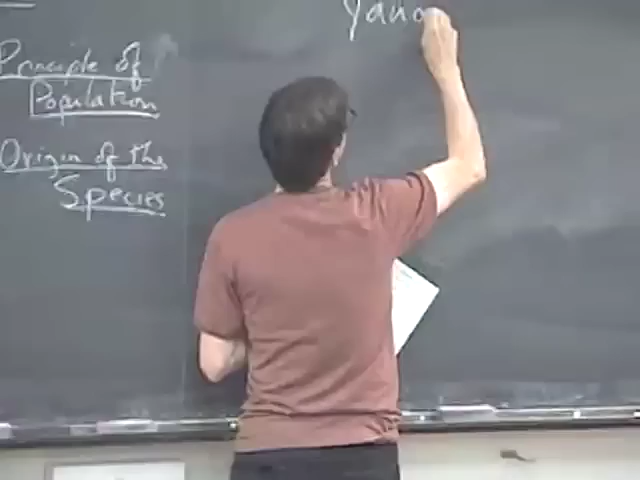 Principle of
Population
Origin of the
Species